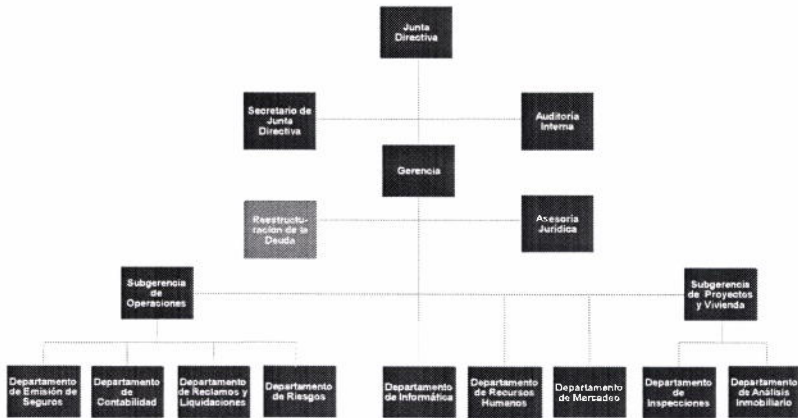 Junta
Directiva
Secretario de
Junta
Directiva
Auditoría
Interna
Gerencia
Reestructu-
racion de la
Deuda
Asesoría
Jurídica
Subgerencia
de
Operaciones
Subgerencia
de Proyectos
y Vivienda
Departamento
de Emisión de
Seguros
Departamento
de
Contabilidad
Departamento
de Reclamos y
Liquidaciones
Departamento
de Riesgos
Departamento
de Informática
Departamento
de Recursos
Humanos
Departamento
de Mercadeo
Departamento
de
Inspecciones
Departamento
de Análisis
Inmobiliario